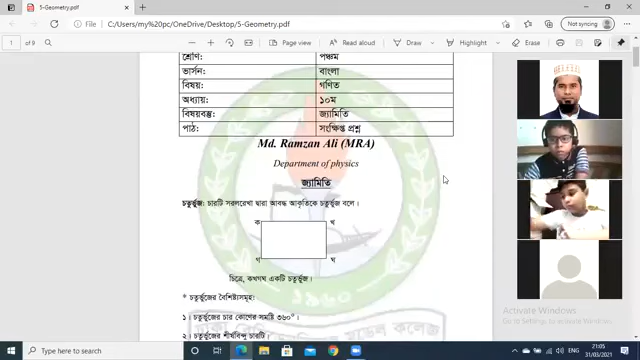 5-Geometry.pdf
C:/Users/my%20pc/OneDrive/Desktop/5-Geometry.pdf
Not syncing
1 of 9
Page view
Read aloud
Draw
Highlight
Erase
শ্রেণি: পঞ্চম
ভার্সন: বাংলা
বিষয়: গণিত
অধ্যায়: ১০ম
বিষয়বস্তু: জ্যামিতি
পাঠ: সংক্ষিপ্ত প্রশ্ন
Md. Ramzan Ali (MRA)
Department of physics
জ্যামিতি
চতুর্ভুজ: চারটি সরলরেখা দ্বারা আবদ্ধ আকৃতিকে চতুর্ভুজ বলে।
ক খ
গ ঘ
চিত্রে, কখগঘ একটি চতুর্ভুজ।
* চতুর্ভুজের বৈশিষ্ট্যসমূহ:
১। চতুর্ভুজের চার কোণের সমষ্টি ৩৬০°।
২। চতুর্ভুজের শীর্ষবিন্দু চারটি
১৯৬০
Activate Windows
Go to Settings to activate Windows.
Type here to search
ENG
21:05
31/03/2021